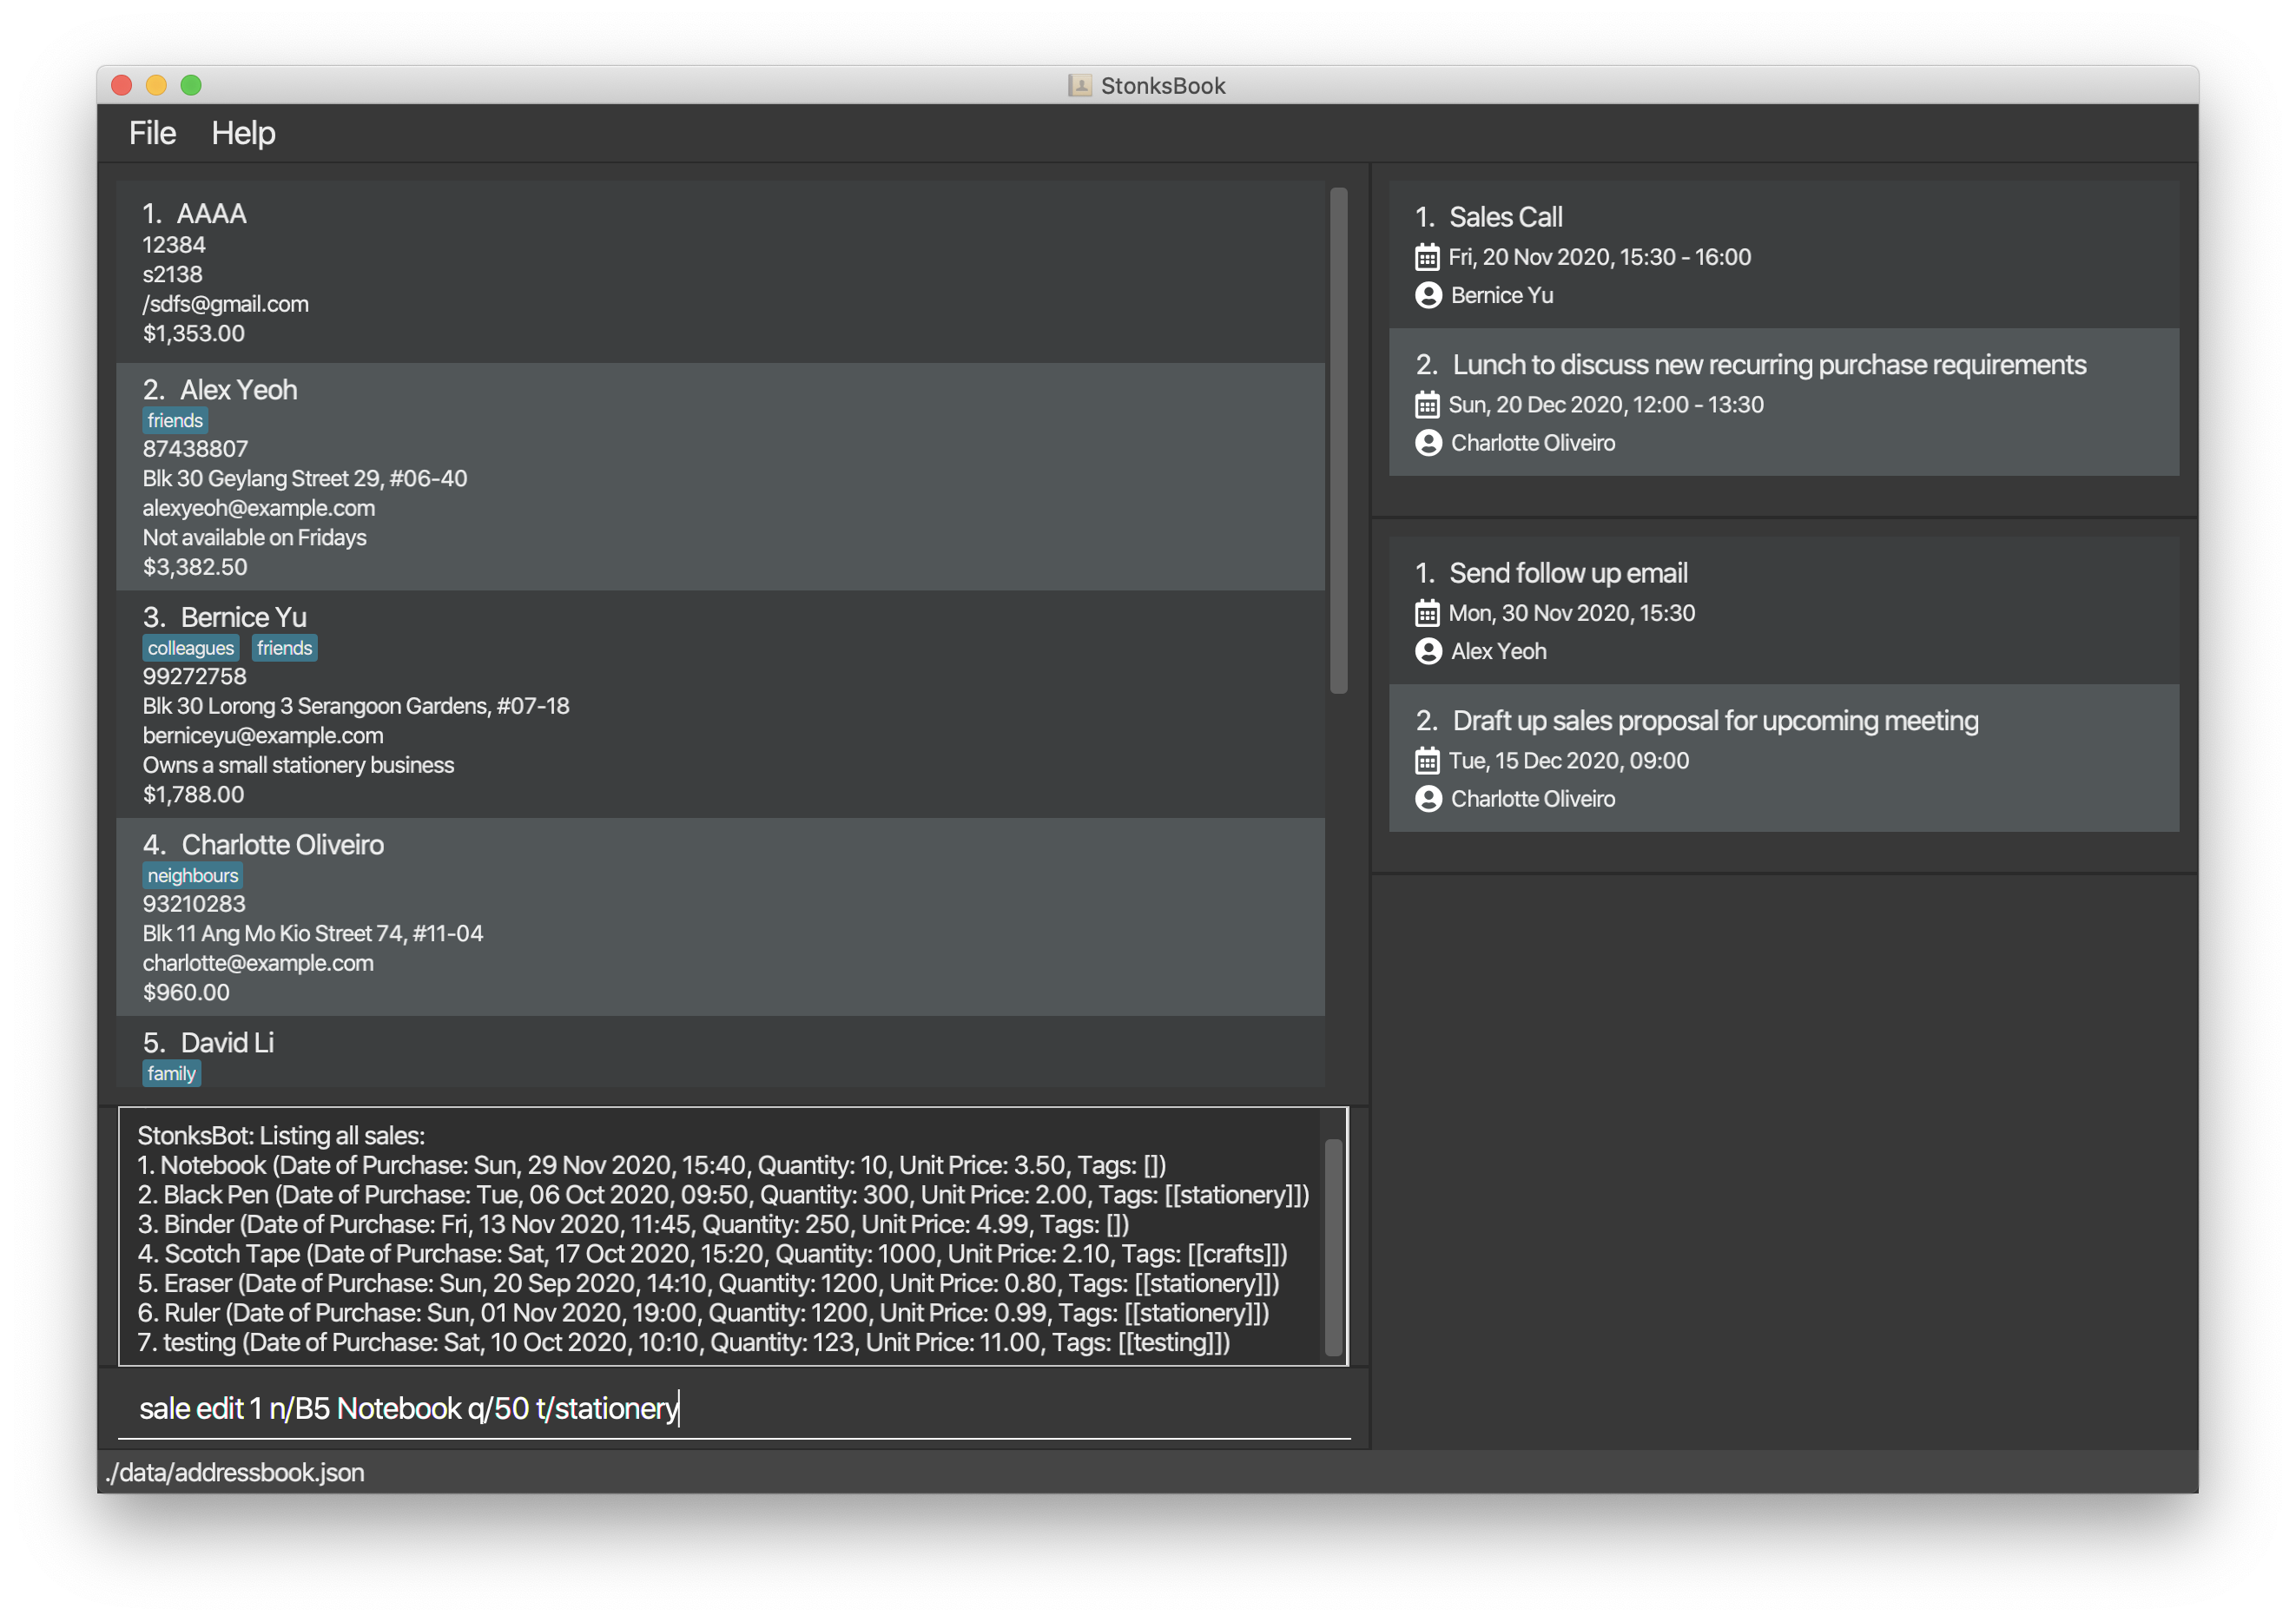 StonksBook
File Help
1. AAAA
12384
s2138
/sdfs@gmail.com
$1,353.00
2. Alex Yeoh
friends
87438807
Blk 30 Geylang Street 29, #06-40
alexyeoh@example.com
Not available on Fridays
$3,382.50
3. Bernice Yu
colleagues friends
99272758
Blk 30 Lorong 3 Serangoon Gardens, #07-18
berniceyu@example.com
Owns a small stationery business
$1,788.00
4. Charlotte Oliveiro
neighbours
93210283
Blk 11 Ang Mo Kio Street 74, #11-04
charlotte@example.com
$960.00
5. David Li
family
StonksBot: Listing all sales:
1. Notebook (Date of Purchase: Sun, 29 Nov 2020, 15:40, Quantity: 10, Unit Price: 3.50, Tags: [])
2. Black Pen (Date of Purchase: Tue, 06 Oct 2020, 09:50, Quantity: 300, Unit Price: 2.00, Tags: [[stationery]])
3. Binder (Date of Purchase: Fri, 13 Nov 2020, 11:45, Quantity: 250, Unit Price: 4.99, Tags: [])
4. Scotch Tape (Date of Purchase: Sat, 17 Oct 2020, 15:20, Quantity: 1000, Unit Price: 2.10, Tags: [[crafts]])
5. Eraser (Date of Purchase: Sun, 20 Sep 2020, 14:10, Quantity: 1200, Unit Price: 0.80, Tags: [[stationery]])
6. Ruler (Date of Purchase: Sun, 01 Nov 2020, 19:00, Quantity: 1200, Unit Price: 0.99, Tags: [[stationery]])
7. testing (Date of Purchase: Sat, 10 Oct 2020, 10:10, Quantity: 123, Unit Price: 11.00, Tags: [[testing]])
sale edit 1 n/B5 Notebook q/50 t/stationery
1. Sales Call
Fri, 20 Nov 2020, 15:30 - 16:00
Bernice Yu
2. Lunch to discuss new recurring purchase requirements
Sun, 20 Dec 2020, 12:00 - 13:30
Charlotte Oliveiro
1. Send follow up email
Mon, 30 Nov 2020, 15:30
Alex Yeoh
2. Draft up sales proposal for upcoming meeting
Tue, 15 Dec 2020, 09:00
Charlotte Oliveiro
./data/addressbook.json